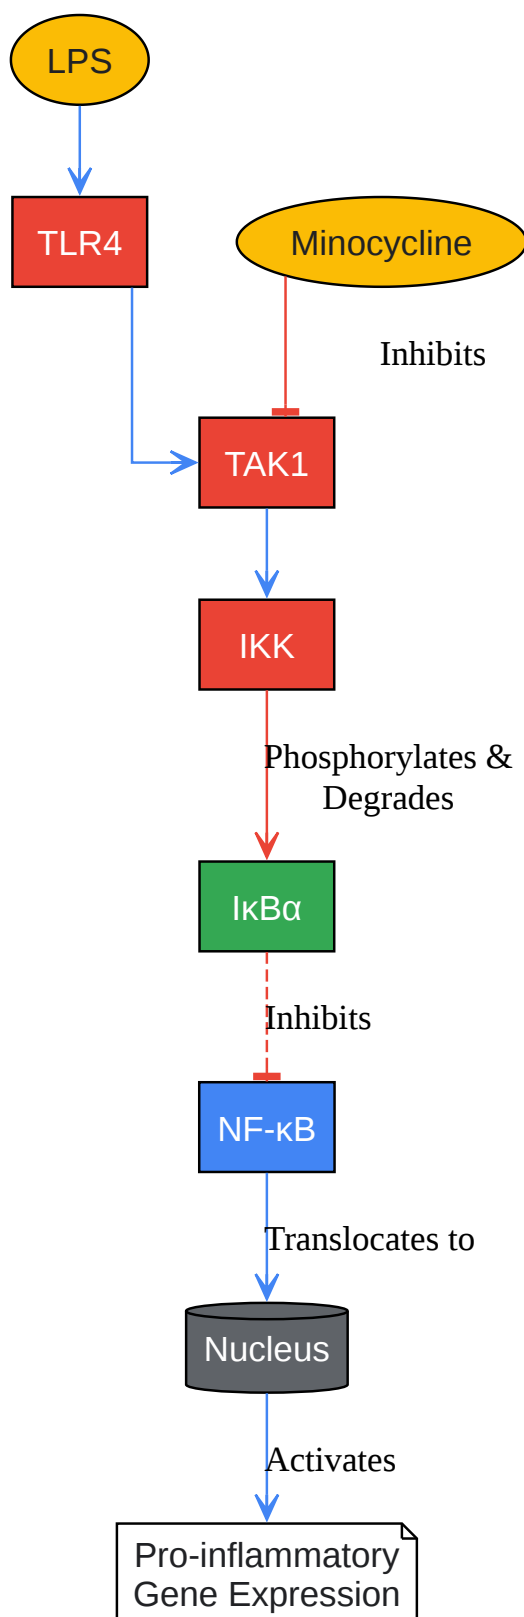 LPS
TLR4
Minocycline
Inhibits
TAK1
IKK
Phosphorylates &
Degrades
IκBα
Inhibits
NF-κB
Translocates to
Nucleus
Activates
Pro-inflammatory
Gene Expression